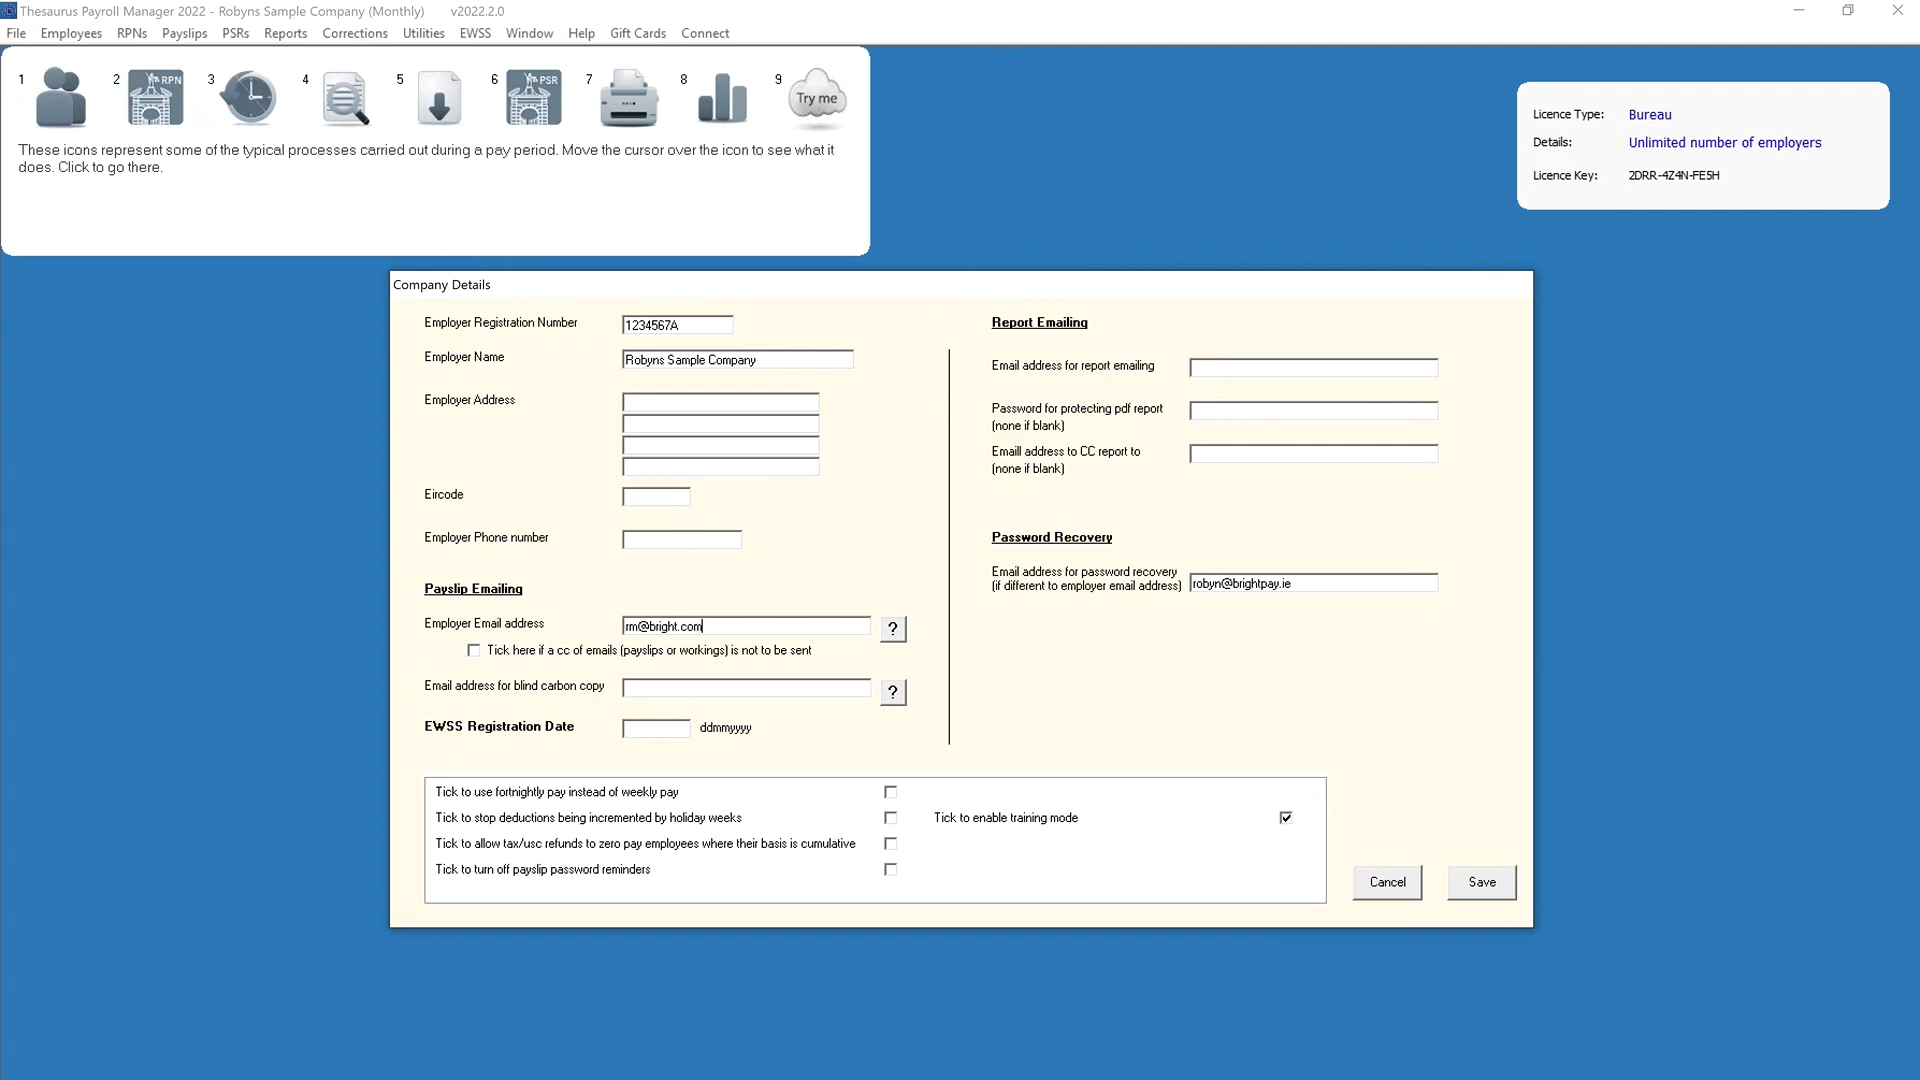 Thesaurus Payroll Manager 2022 - Robyns Sample Company (Monthly) v2022.2.0
File Employees RPNs Payslips PSRs Reports Corrections Utilities EWSS Window Help Gift Cards Connect
1 2 RPN 3 4 5 6 PSR 7 8 9 Try me
These icons represent some of the typical processes carried out during a pay period. Move the cursor over the icon to see what it
does. Click to go there.
Licence Type: Bureau
Details: Unlimited number of employers
Licence Key: 2DRR-4Z4N-FE5H
Company Details
Employer Registration Number 1234567A
Employer Name Robyns Sample Company
Employer Address
Eircode
Employer Phone number
Payslip Emailing
Employer Email address rm@bright.com ?
Tick here if a cc of emails (payslips or workings) is not to be sent
Email address for blind carbon copy ?
EWSS Registration Date ddmmyyyy
Report Emailing
Email address for report emailing
Password for protecting pdf report
(none if blank)
Emaill address to CC report to
(none if blank)
Password Recovery
Email address for password recovery
(if different to employer email address) robyn@brightpay.ie
Tick to use fortnightly pay instead of weekly pay
Tick to stop deductions being incremented by holiday weeks
Tick to enable training mode
Tick to allow tax/usc refunds to zero pay employees where their basis is cumulative
Tick to turn off payslip password reminders
Cancel Save